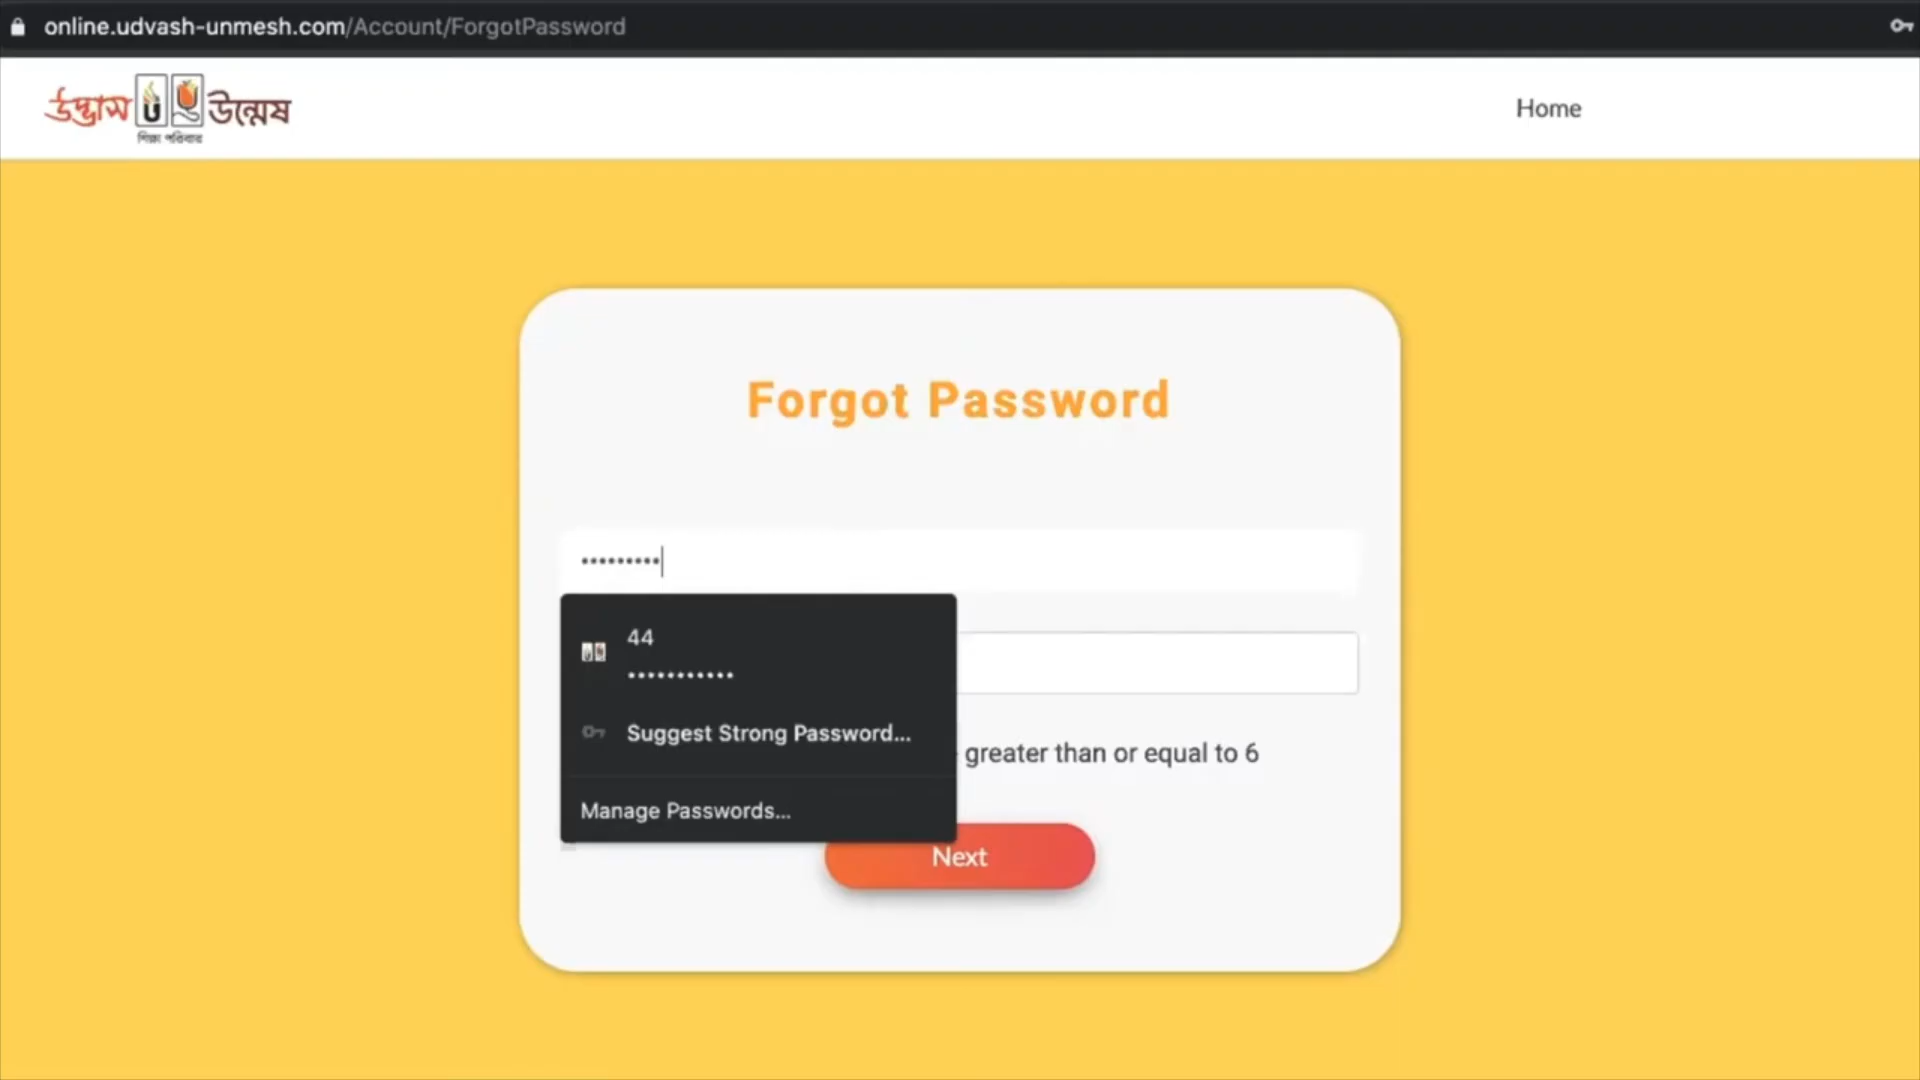 online.udvash-unmesh.com/Account/ForgotPassword
উদ্ভাস
উন্মেষ
শিক্ষা পরিবার
Home
Forgot Password
•••••••••
44
•••••••••••
Suggest Strong Password...
greater than or equal to 6
Manage Passwords...
Next